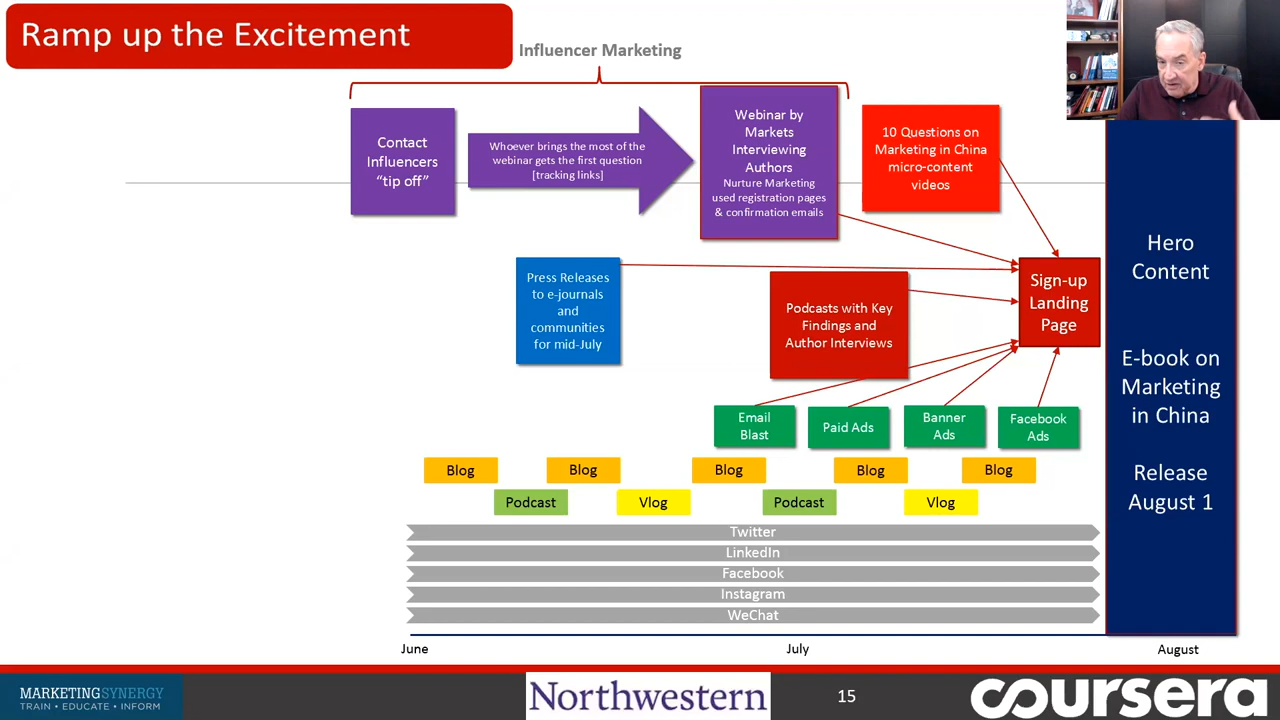 Ramp up the Excitement
Influencer Marketing
Contact
Influencers
“tip off”
Whoever brings the most of the
webinar gets the first question
[tracking links]
Webinar by
Markets
Interviewing
Authors
Nurture Marketing
used registration pages
& confirmation emails
10 Questions on
Marketing in China
micro-content
videos
Press Releases
to e-journals
and
communities
for mid-July
Podcasts with Key
Findings and
Author Interviews
Sign-up
Landing
Page
Hero
Content
E-book on
Marketing
in China
Release
August 1
Email
Blast
Paid Ads
Banner
Ads
Facebook
Ads
Blog
Blog
Blog
Blog
Blog
Podcast
Vlog
Podcast
Vlog
Twitter
LinkedIn
Facebook
Instagram
WeChat
June
July
August
MARKETINGSYNERGY
TRAIN • EDUCATE • INFORM
Northwestern
15
coursera